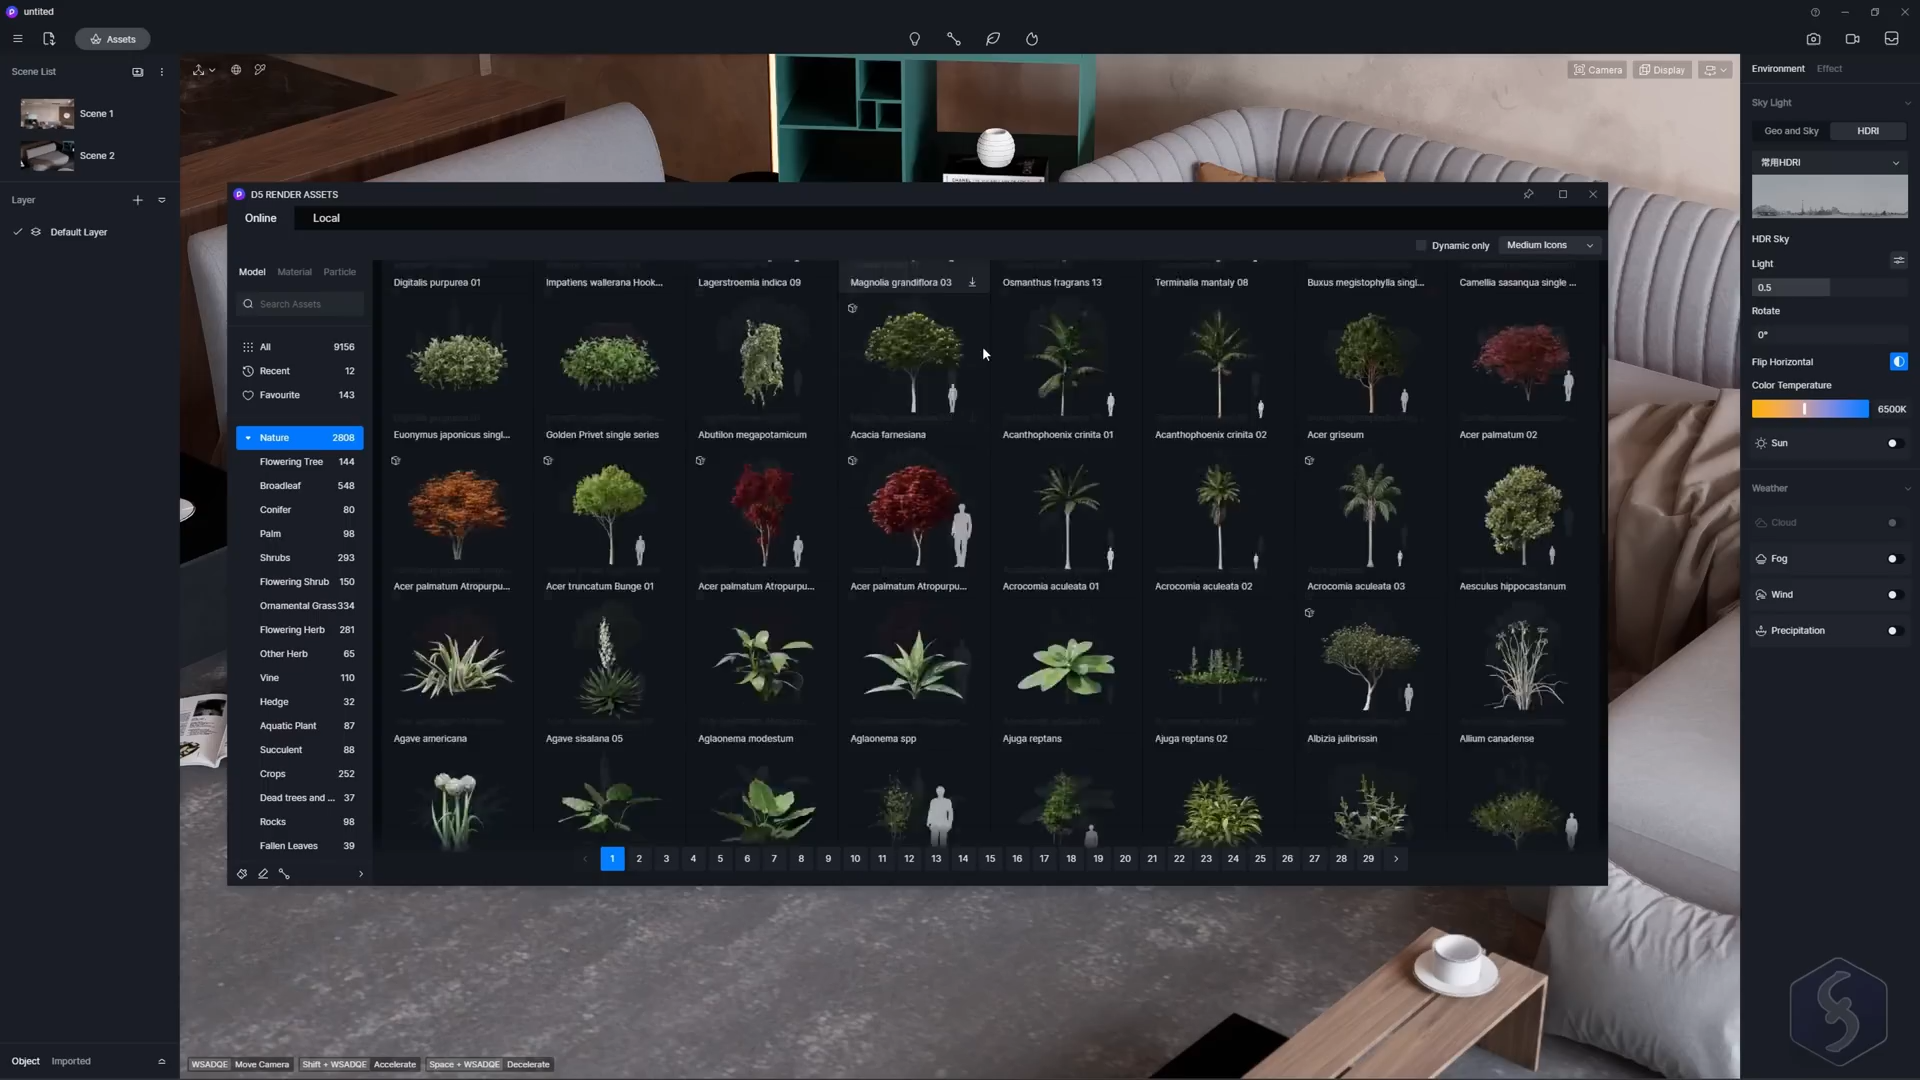 untited
Assets
Scene List
Scene 1
Scene 2
Layer
Default Layer
Camera
Display
CHANEL
D5 RENDER ASSETS
Online
Local
Dynamic only
Medium Icons
Model
Material
Particle
Search Assets
All 9156
Recent 12
Favourite 143
Nature 2808
Flowering Tree 144
Broadleaf 548
Conifer 80
Palm 98
Shrubs 293
Flowering Shrub 150
Ornamental Grass 334
Flowering Herb 281
Other Herb 65
Vine 110
Hedge 32
Aquatic Plant 87
Succulent 88
Crops 252
Dead trees and ... 37
Rocks 98
Fallen Leaves 39
Digitalis purpurea 01
Impatiens wallerana Hook...
Lagerstroemia indica 09
Magnolia grandiflora 03
Osmanthus fragrans 13
Terminalia mantaly 08
Buxus megistophylla singl...
Camellia sasanqua single ...
Euonymus japonicus singl...
Golden Privet single series
Abutilon megapotamicum
Acacia farnesiana
Acanthophoenix crinita 01
Acanthophoenix crinita 02
Acer griseum
Acer palmatum 02
Acer palmatum Atropurpu...
Acer truncatum Bunge 01
Acer palmatum Atropurpu...
Acer palmatum Atropurpu...
Acrocomia aculeata 01
Acrocomia aculeata 02
Acrocomia aculeata 03
Aesculus hippocastanum
Agave americana
Agave sisalana 05
Aglaonema modestum
Aglaonema spp
Ajuga reptans
Ajuga reptans 02
Albizia julibrissin
Allium canadense
1 2 3 4 5 6 7 8 9 10 11 12 13 14 15 16 17 18 19 20 21 22 23 24 25 26 27 28 29
Environment
Effect
Sky Light
Geo and Sky
HDRI
常用HDRI
HDR Sky
Light
0.5
Rotate
0°
Flip Horizontal
Color Temperature
6500K
Sun
Weather
Cloud
Fog
Wind
Precipitation
Object
Imported
WSADQE Move Camera
Shift + WSADQE Accelerate
Space + WSADQE Decelerate